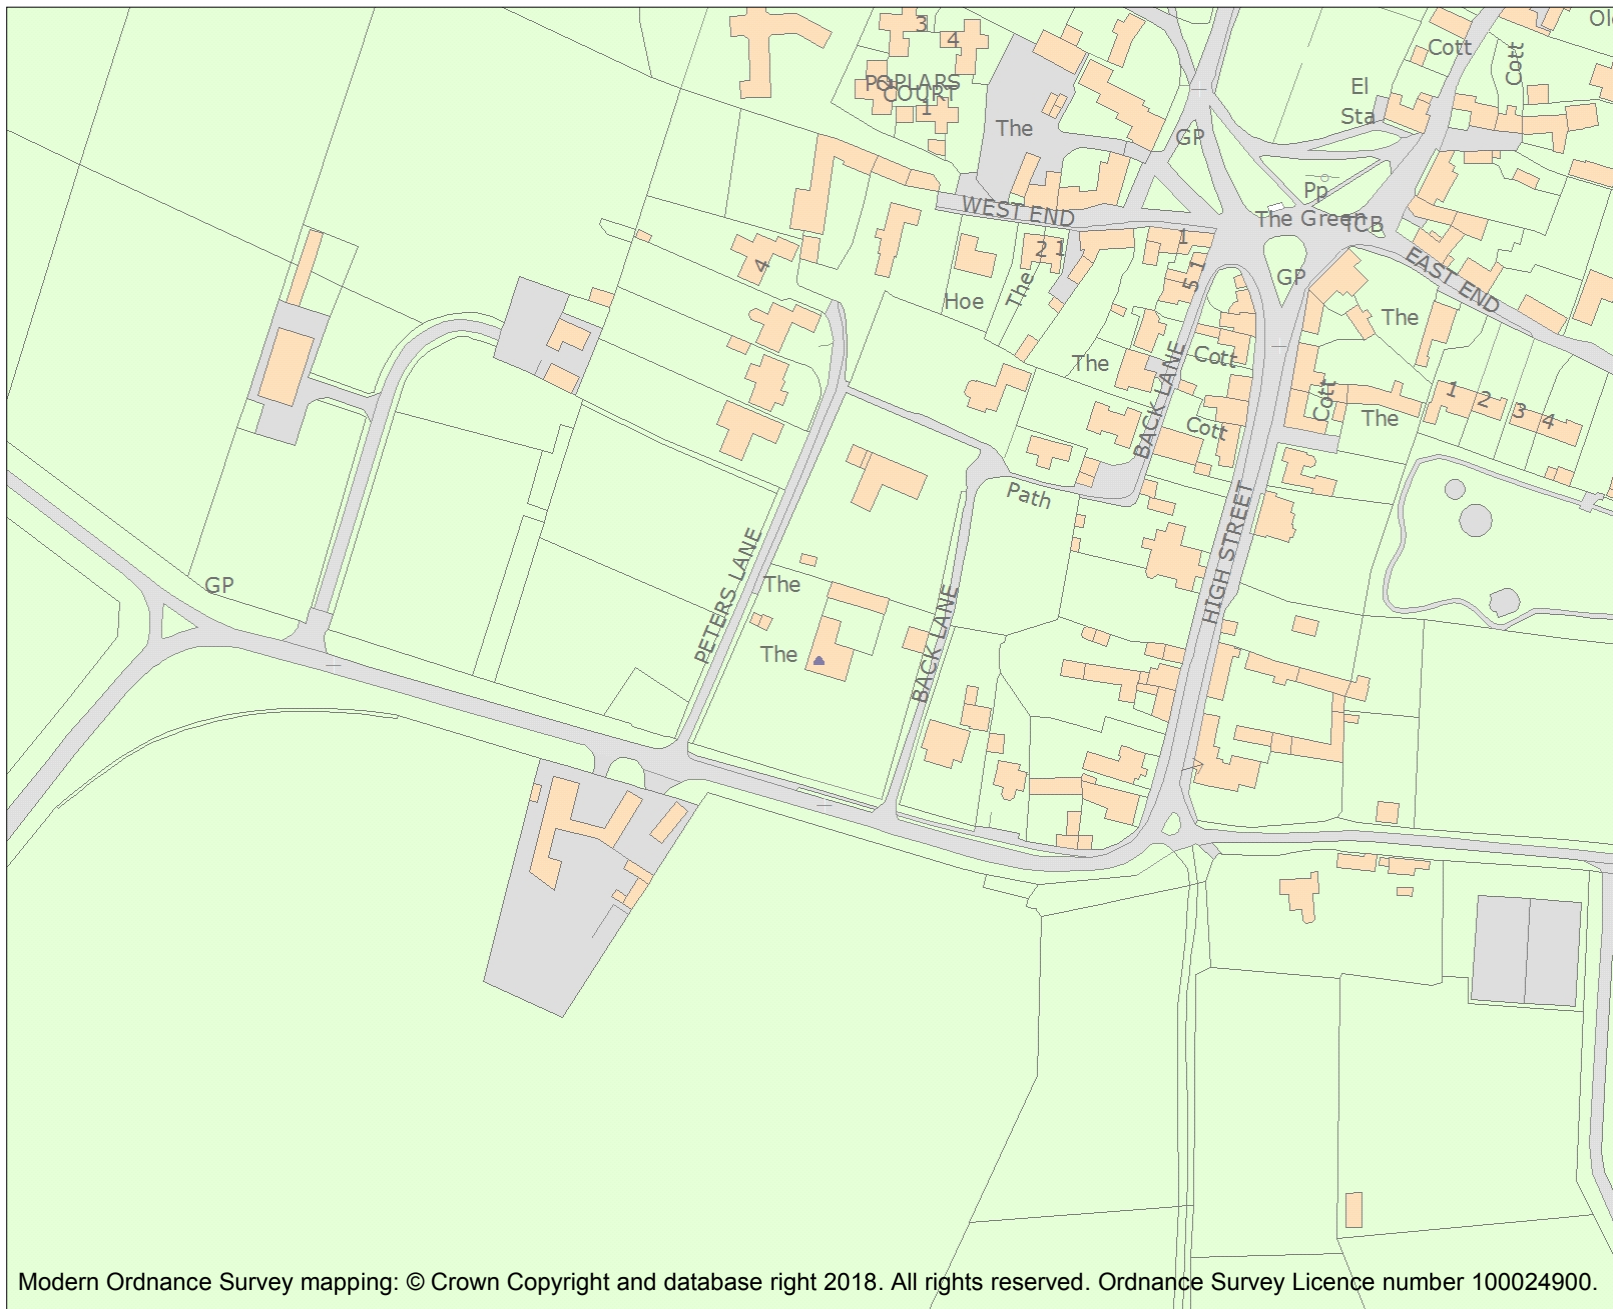 3
4
POPLARS
COURT
1
The
GP
El
Sta
Cott
Cott
Pp
The Green
TCB
WEST END
EAST END
GP
4
Hoe
The
2 1
1
5 1
The
BACK LANE
Cott
Cott
HIGH STREET
The
Cott
The
1
2
3
4
Path
GP
PETERS LANE
The
The
BACK LANE
Modern Ordnance Survey mapping: © Crown Copyright and database right 2018. All rights reserved. Ordnance Survey Licence number 100024900.